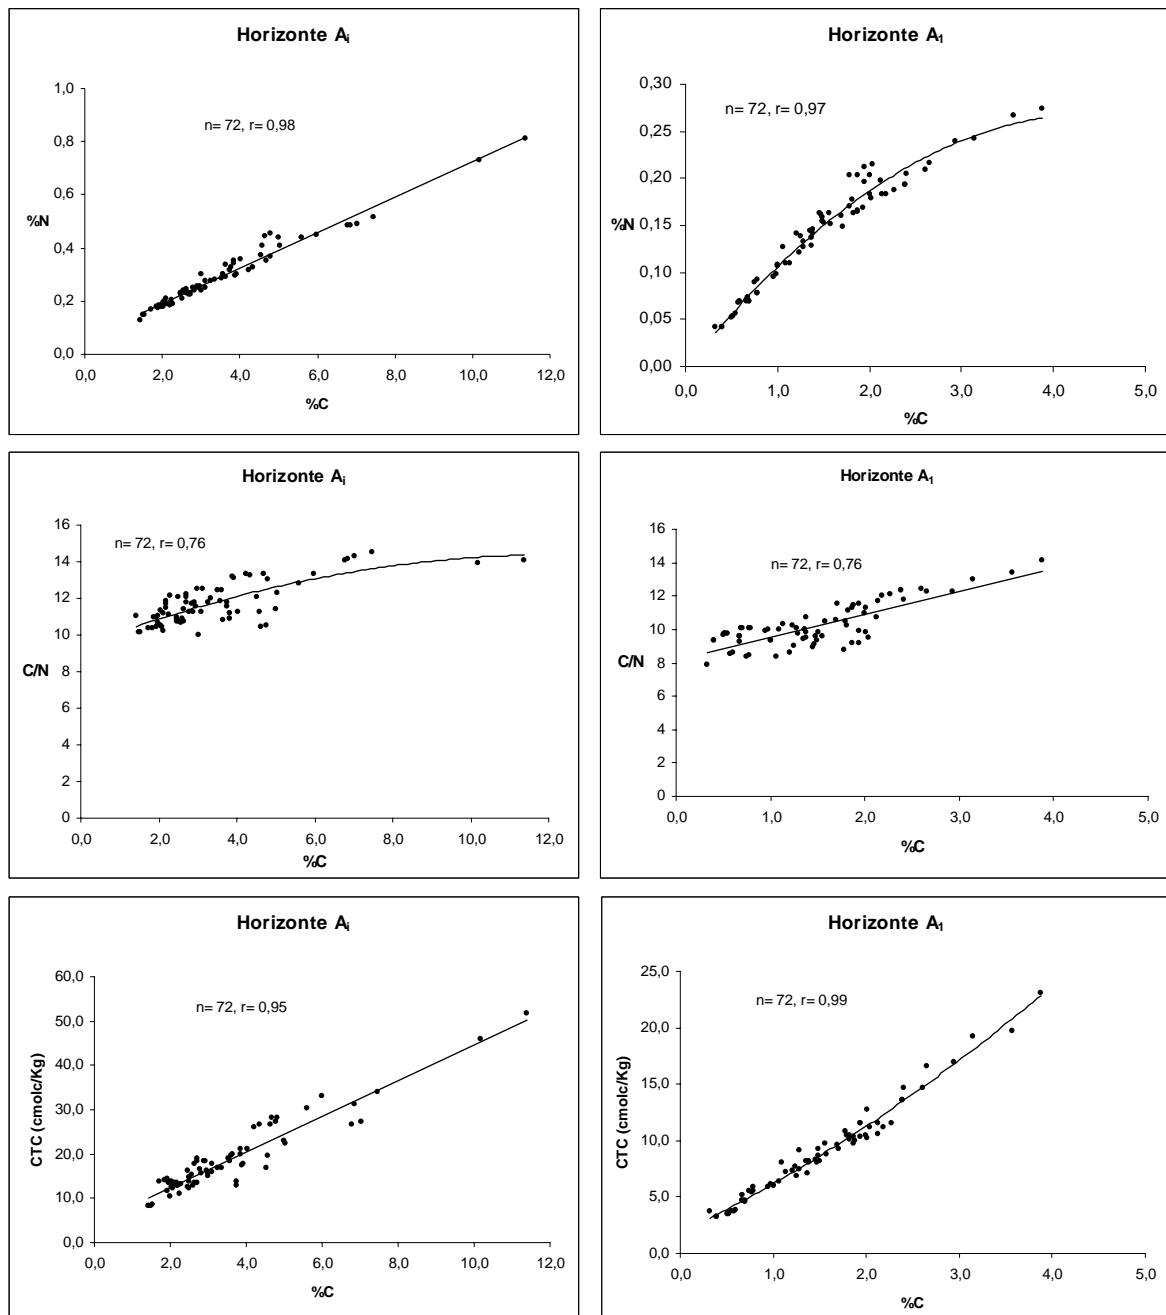 Horizonte Ai
n= 72, r= 0,98
1,0
0,8
0,6
%N
0,4
0,2
0,0
0,0 2,0 4,0 6,0 8,0 10,0 12,0
%C
Horizonte A1
n= 72, r= 0,97
0,30
0,25
0,20
%N
0,15
0,10
0,05
0,00
0,0 1,0 2,0 3,0 4,0 5,0
%C
Horizonte Ai
n= 72, r= 0,76
16
14
12
10
C/N
8
6
4
2
0
0,0 2,0 4,0 6,0 8,0 10,0 12,0
%C
Horizonte A1
n= 72, r= 0,76
16
14
12
10
C/N
8
6
4
2
0
0,0 1,0 2,0 3,0 4,0 5,0
%C
Horizonte Ai
n= 72, r= 0,95
60,0
50,0
40,0
30,0
20,0
10,0
0,0
CTC (cmolc/Kg)
0,0 2,0 4,0 6,0 8,0 10,0 12,0
%C
Horizonte A1
n= 72, r= 0,99
25,0
20,0
15,0
10,0
5,0
0,0
CTC (cmolc/Kg)
0,0 1,0 2,0 3,0 4,0 5,0
%C